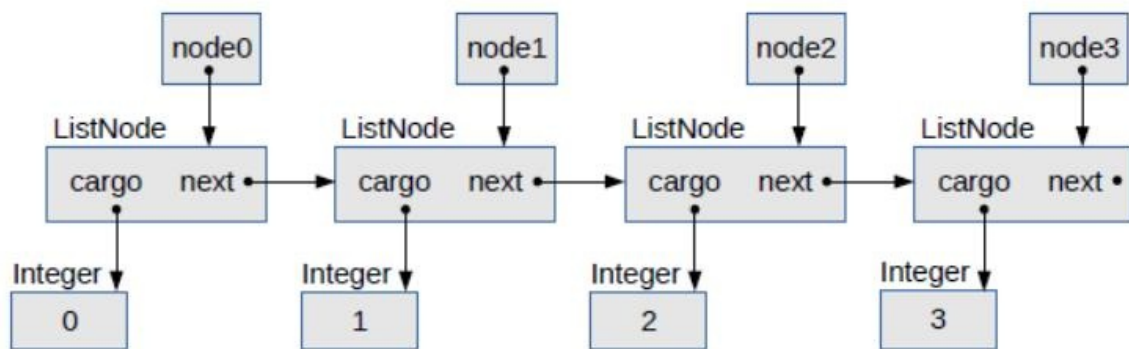 node0 node1 node2 node3
ListNode ListNode ListNode ListNode
cargo next cargo next cargo next cargo next
Integer Integer Integer Integer
0 1 2 3